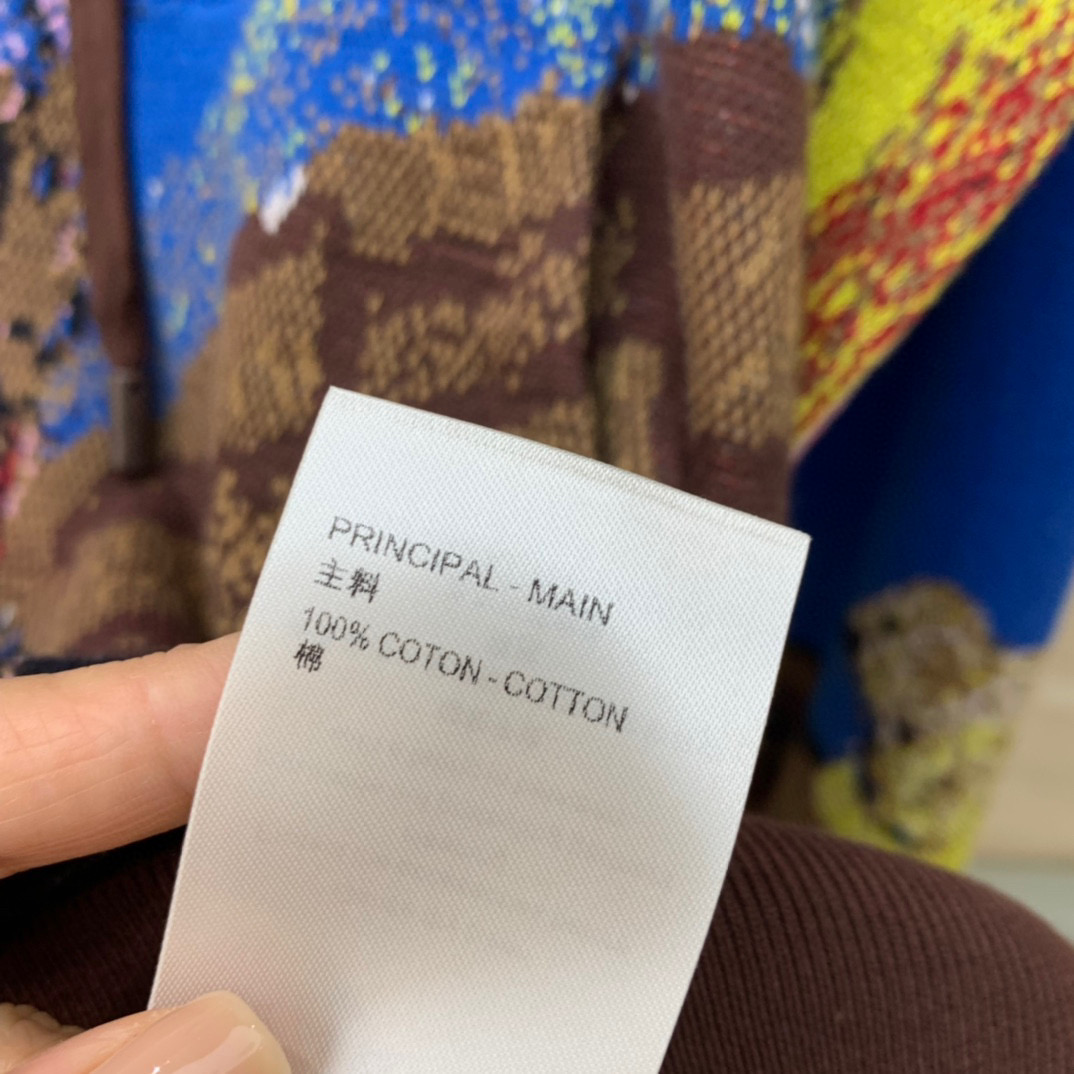 PRINCIPAL - MAIN
主料
100% COTON - COTTON
棉